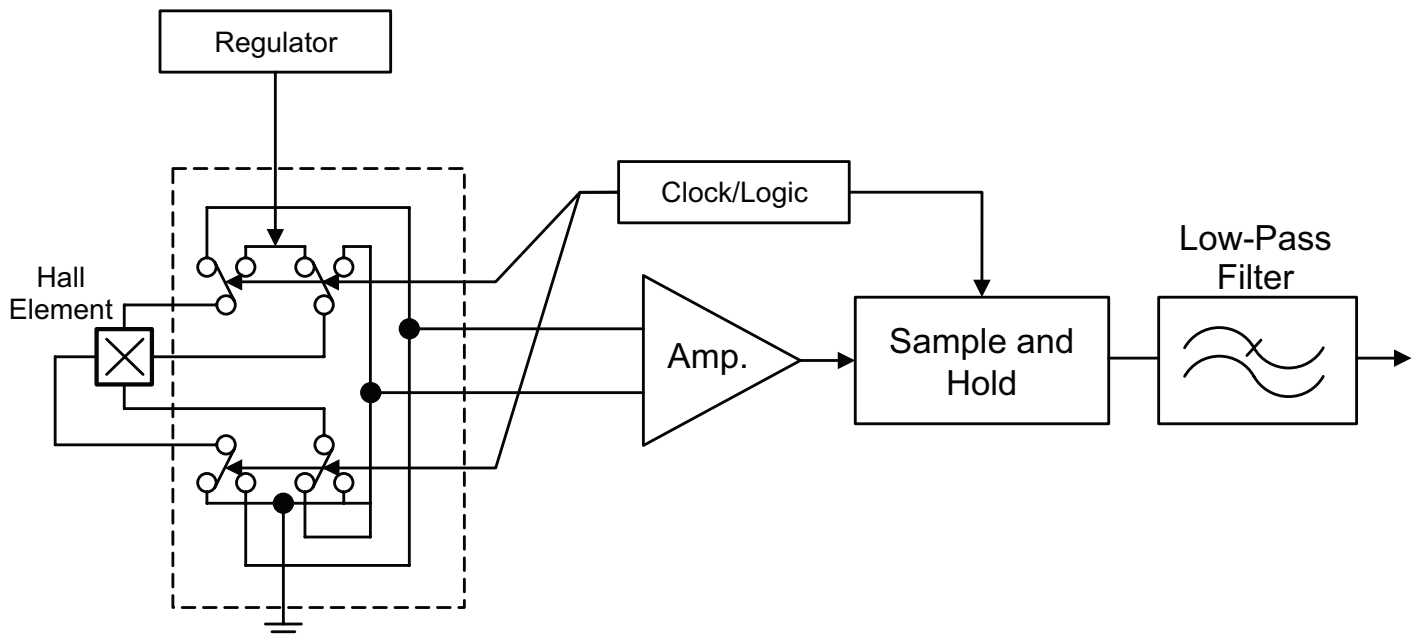 Regulator
Clock/Logic
Low-Pass
Filter
Hall
Element
Amp.
Sample and
Hold